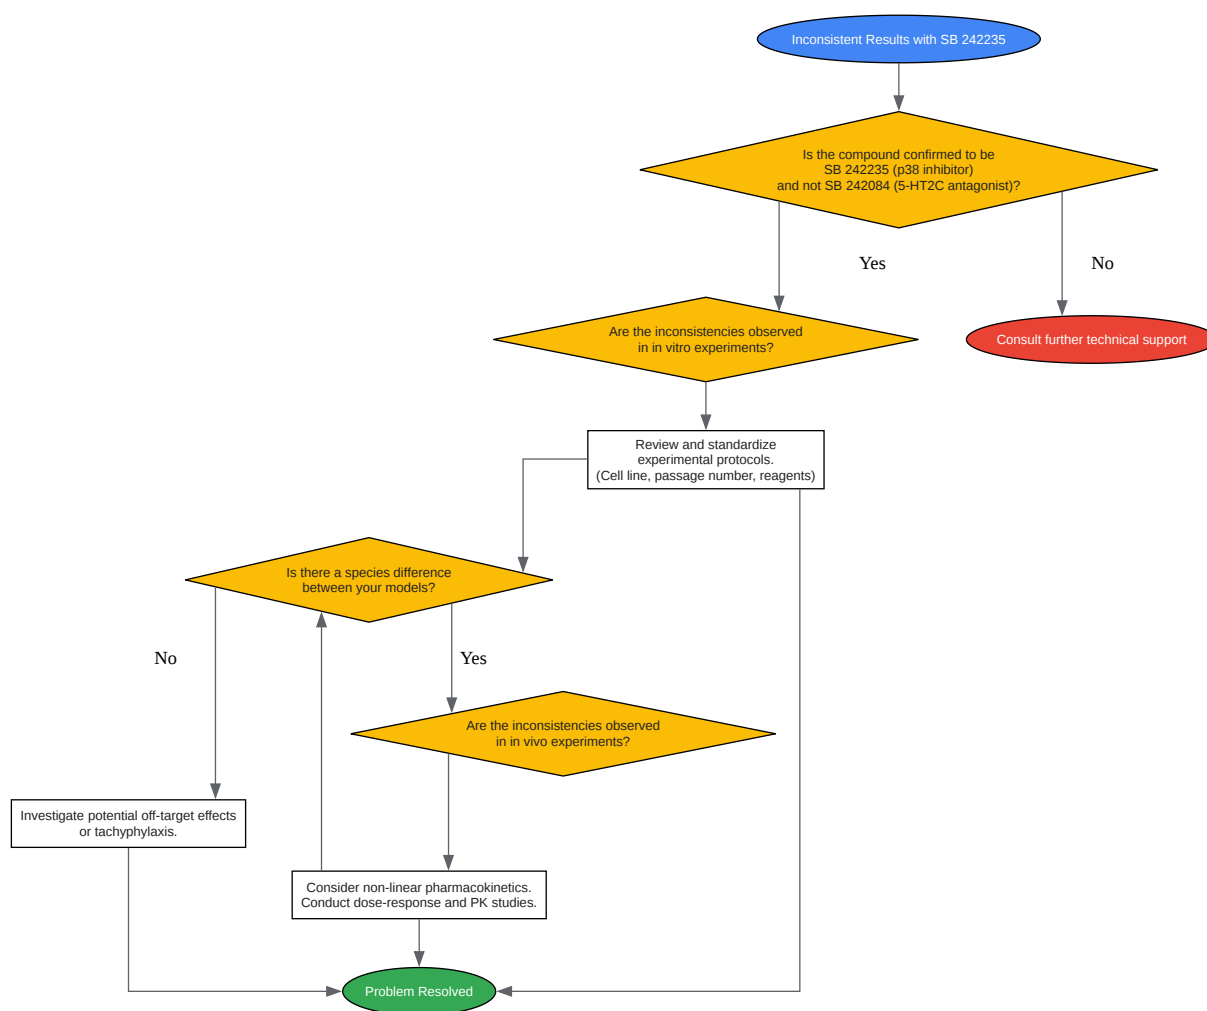 Inconsistent Results with SB 242235
Is the compound confirmed to be
SB 242235 (p38 inhibitor)
and not SB 242084 (5-HT2C antagonist)?
Yes
No
Are the inconsistencies observed
in in vitro experiments?
Consult further technical support
Review and standardize
experimental protocols.
(Cell line, passage number, reagents)
Is there a species difference
between your models?
No
Yes
Are the inconsistencies observed
in in vivo experiments?
Investigate potential off-target effects
or tachyphylaxis.
Consider non-linear pharmacokinetics.
Conduct dose-response and PK studies.
Problem Resolved